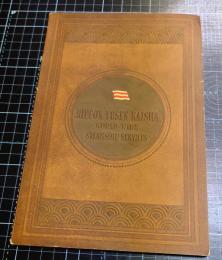 NIPPON YUSEN KAISHA
WORLD-WIDE
STEAMSHIP SERVICES